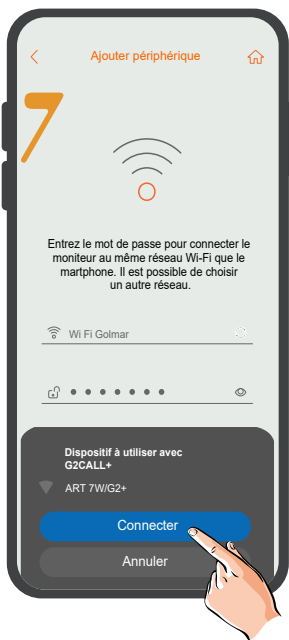 Ajouter périphérique
7
Entrez le mot de passe pour connecter le
moniteur au même réseau Wi-Fi que le
martphone. Il est possible de choisir
un autre réseau.
Wi Fi Golmar
Dispositif à utiliser avec
G2CALL+
ART 7W/G2+
Connecter
Annuler